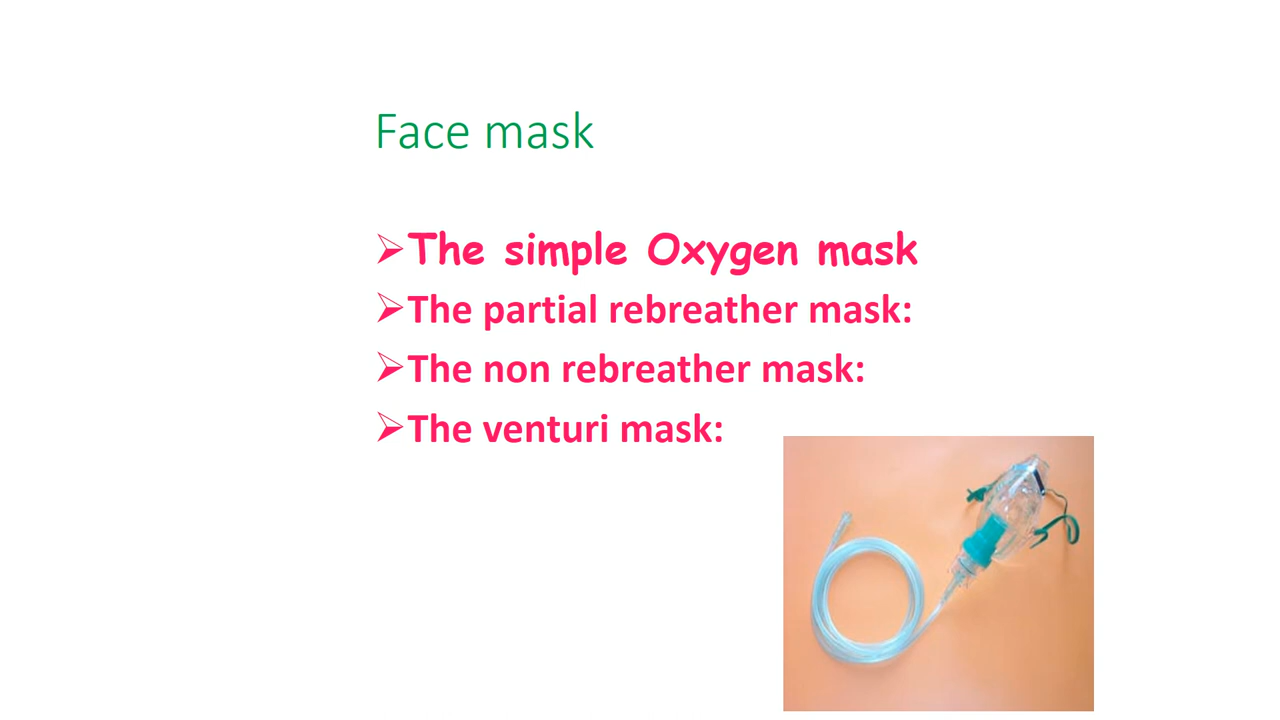 Face mask
➢The simple Oxygen mask
➢The partial rebreather mask:
➢The non rebreather mask:
➢The venturi mask: